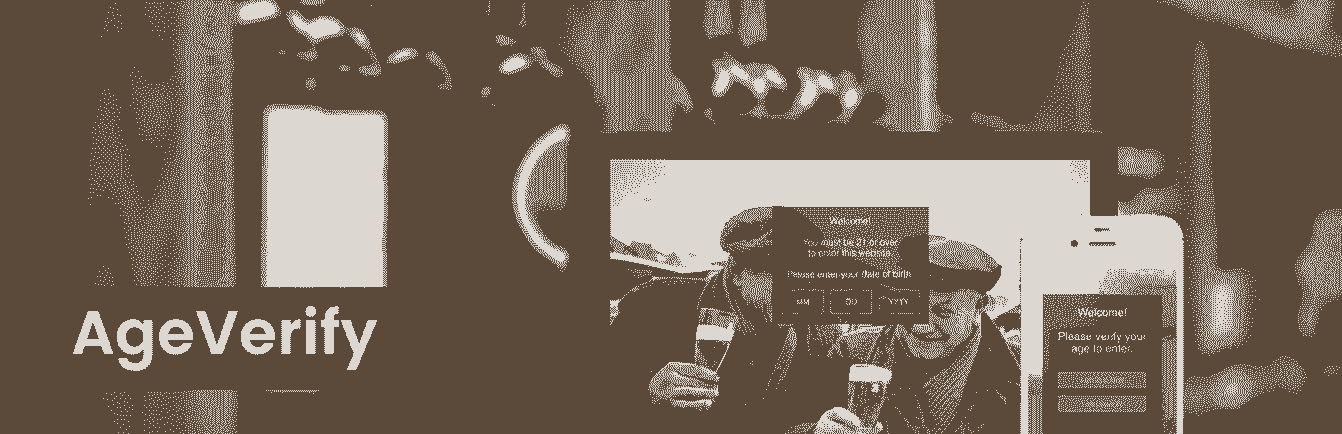 AgeVerify
Welcome!
You must be 21 or over
to enter this website.
Please enter your date of birth
MM
DD
YYYY
Welcome!
Please verify your
age to enter.